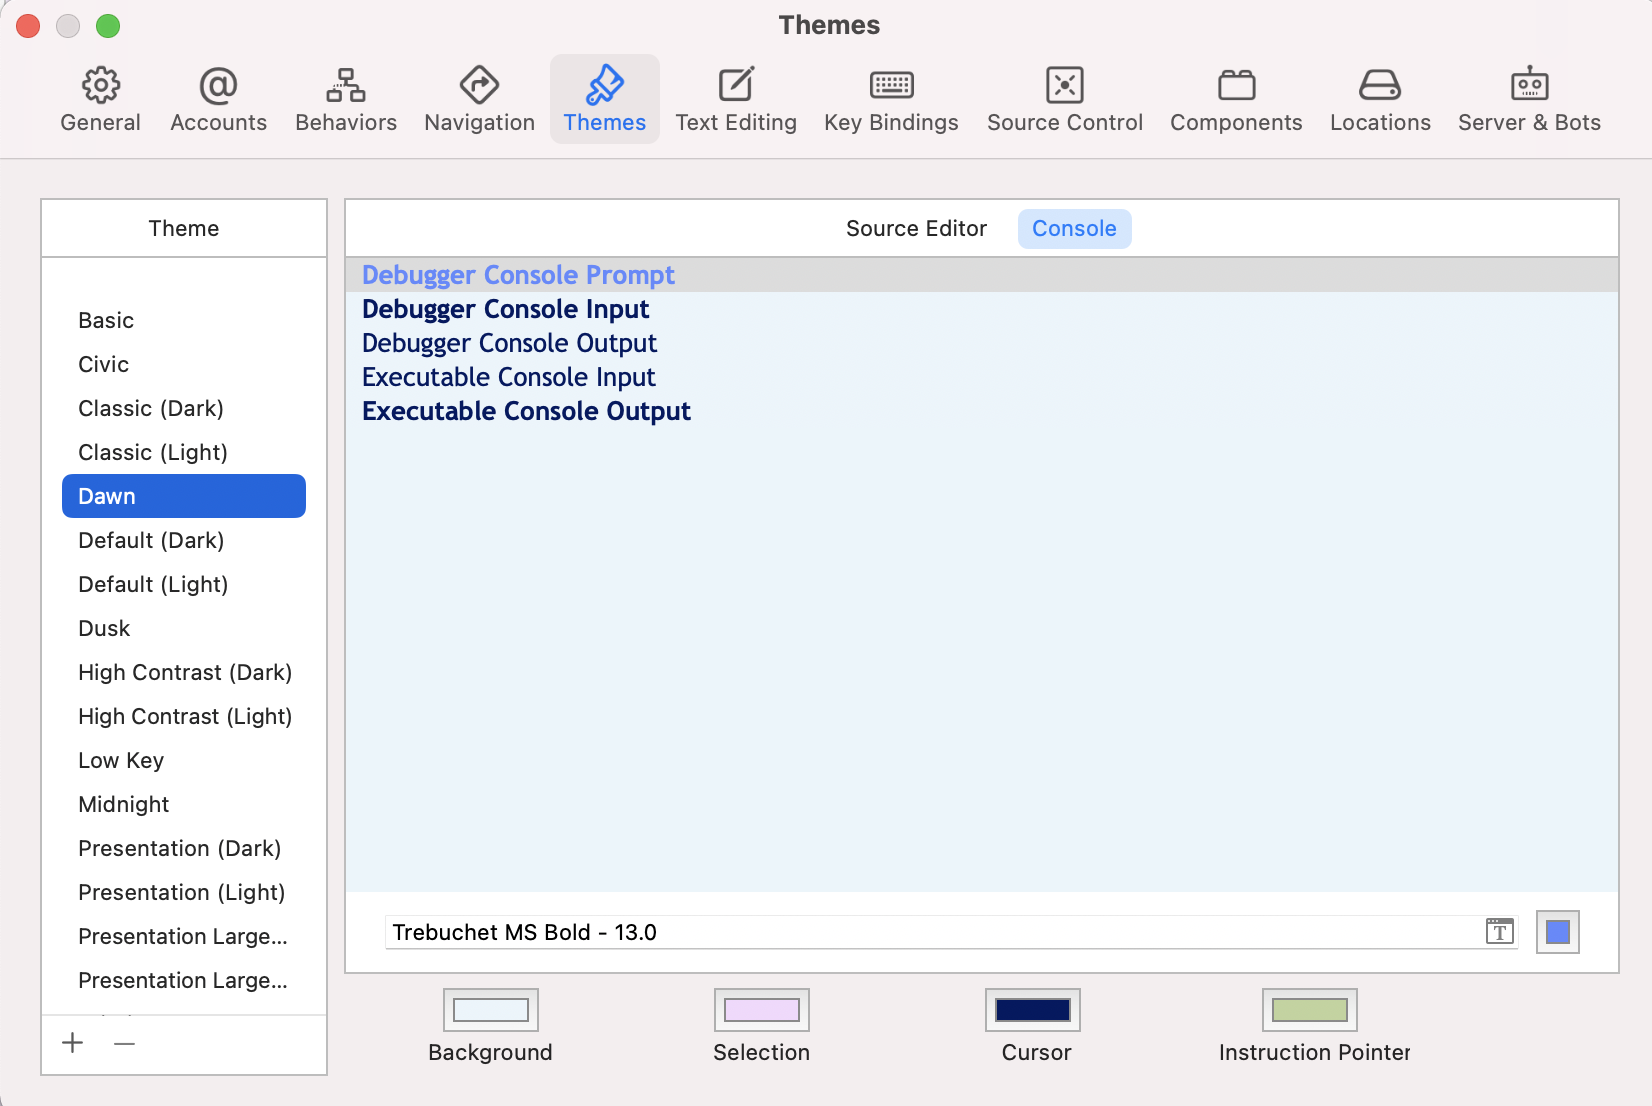 Themes
General
Accounts
Behaviors
Navigation
Themes
Text Editing
Key Bindings
Source Control
Components
Locations
Server & Bots
Theme
Basic
Civic
Classic (Dark)
Classic (Light)
Dawn
Default (Dark)
Default (Light)
Dusk
High Contrast (Dark)
High Contrast (Light)
Low Key
Midnight
Presentation (Dark)
Presentation (Light)
Presentation Large...
Presentation Large...
Source Editor
Console
Debugger Console Prompt
Debugger Console Input
Debugger Console Output
Executable Console Input
Executable Console Output
Trebuchet MS Bold - 13.0
Background
Selection
Cursor
Instruction Pointer